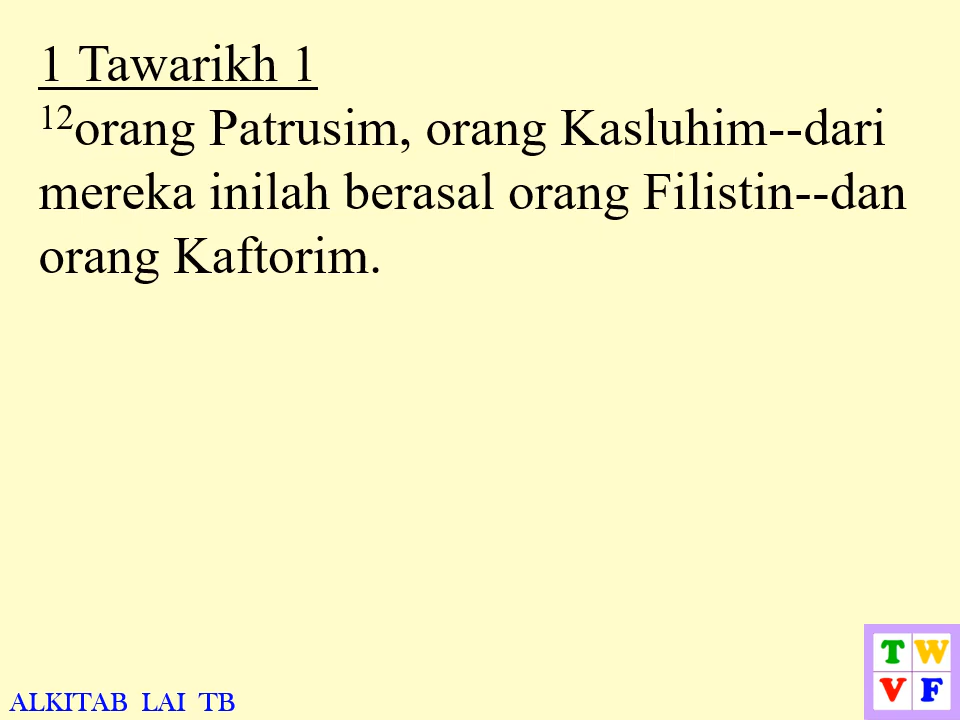 1 Tawarikh 1
12orang Patrusim, orang Kasluhim--dari
mereka inilah berasal orang Filistin--dan
orang Kaftorim.
ALKITAB LAI TB
T W
V F